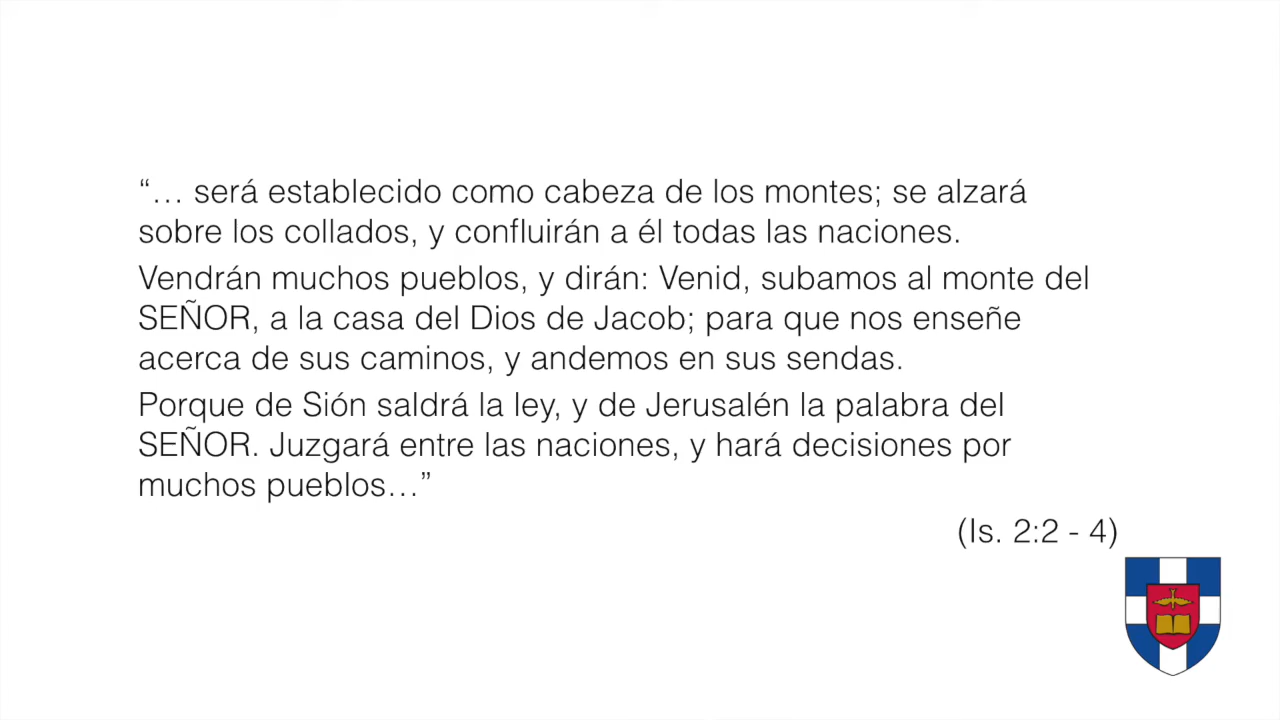 “… será establecido como cabeza de los montes; se alzará
sobre los collados, y confluirán a él todas las naciones.
Vendrán muchos pueblos, y dirán: Venid, subamos al monte del
SEÑOR, a la casa del Dios de Jacob; para que nos enseñe
acerca de sus caminos, y andemos en sus sendas.
Porque de Sión saldrá la ley, y de Jerusalén la palabra del
SEÑOR. Juzgará entre las naciones, y hará decisiones por
muchos pueblos…”
(Is. 2:2 - 4)